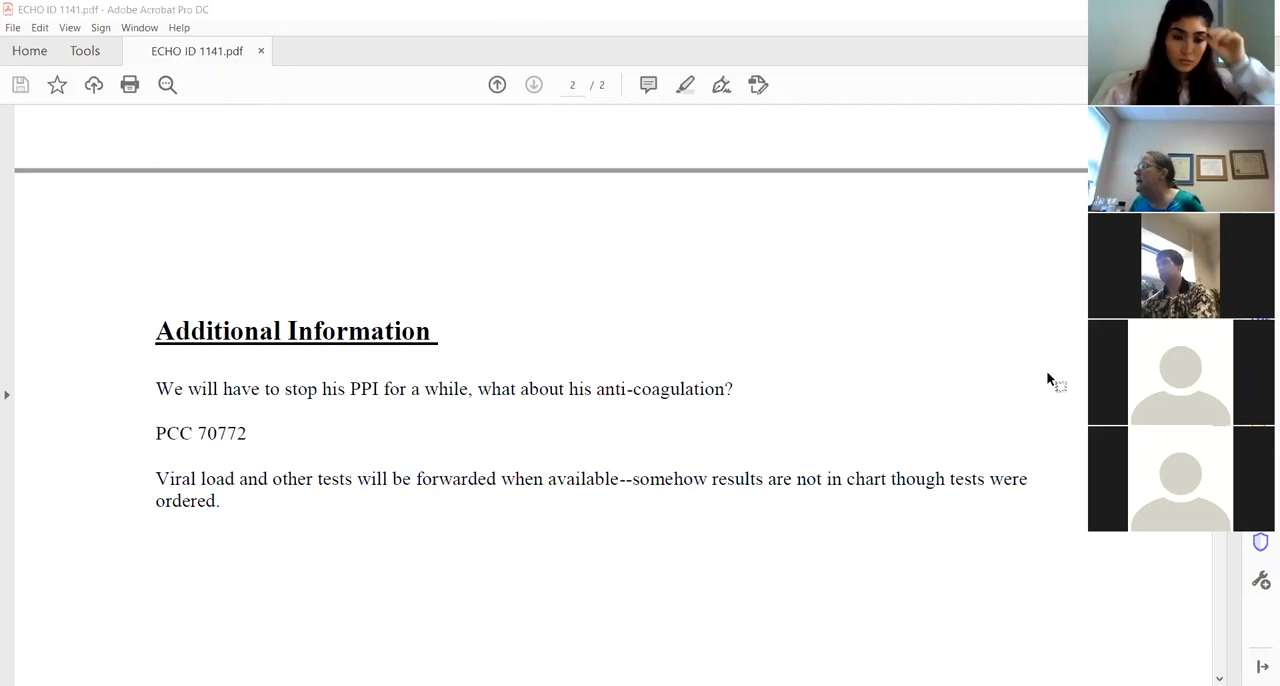 ECHO ID 1141.pdf - Adobe Acrobat Pro DC
File Edit View Sign Window Help
Home Tools ECHO ID 1141.pdf ×
2 / 2
Additional Information
We will have to stop his PPI for a while, what about his anti-coagulation?
PCC 70772
Viral load and other tests will be forwarded when available--somehow results are not in chart though tests were
ordered.